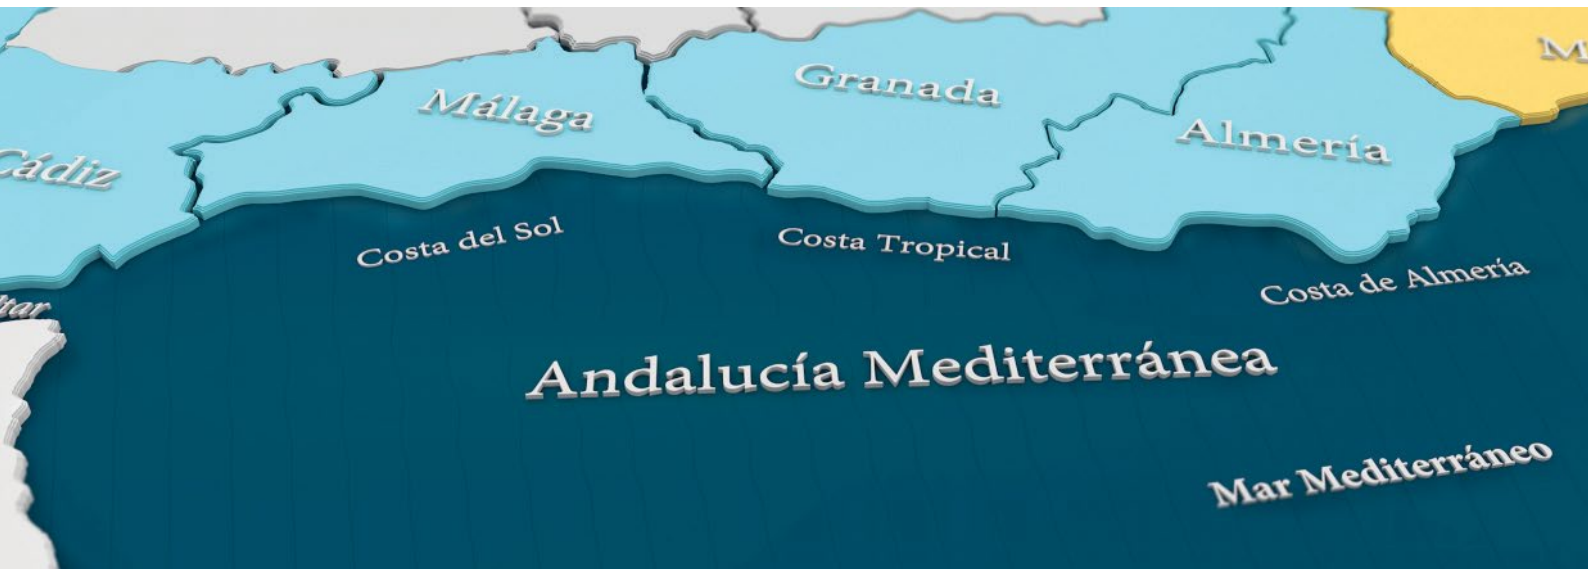 Málaga
Granada
Almería
Cádiz
Costa del Sol
Costa Tropical
Costa de Almería
Andalucía Mediterránea
Mar Mediterráneo